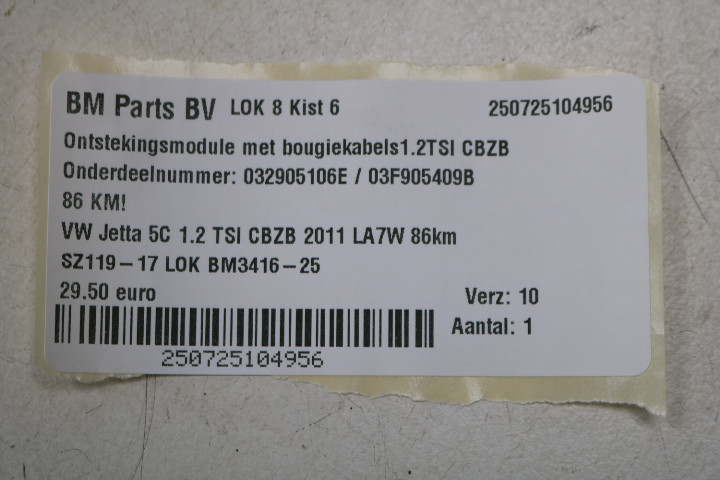 BM Parts BV LOK 8 Kist 6 250725104956
Ontstekingsmodule met bougiekabels1.2TSI CBZB
Onderdeelnummer: 032905106E / 03F905409B
86 KM!
VW Jetta 5C 1.2 TSI CBZB 2011 LA7W 86km
SZ119-17 LOK BM3416-25
29.50 euro Verz: 10
Aantal: 1
250725104956